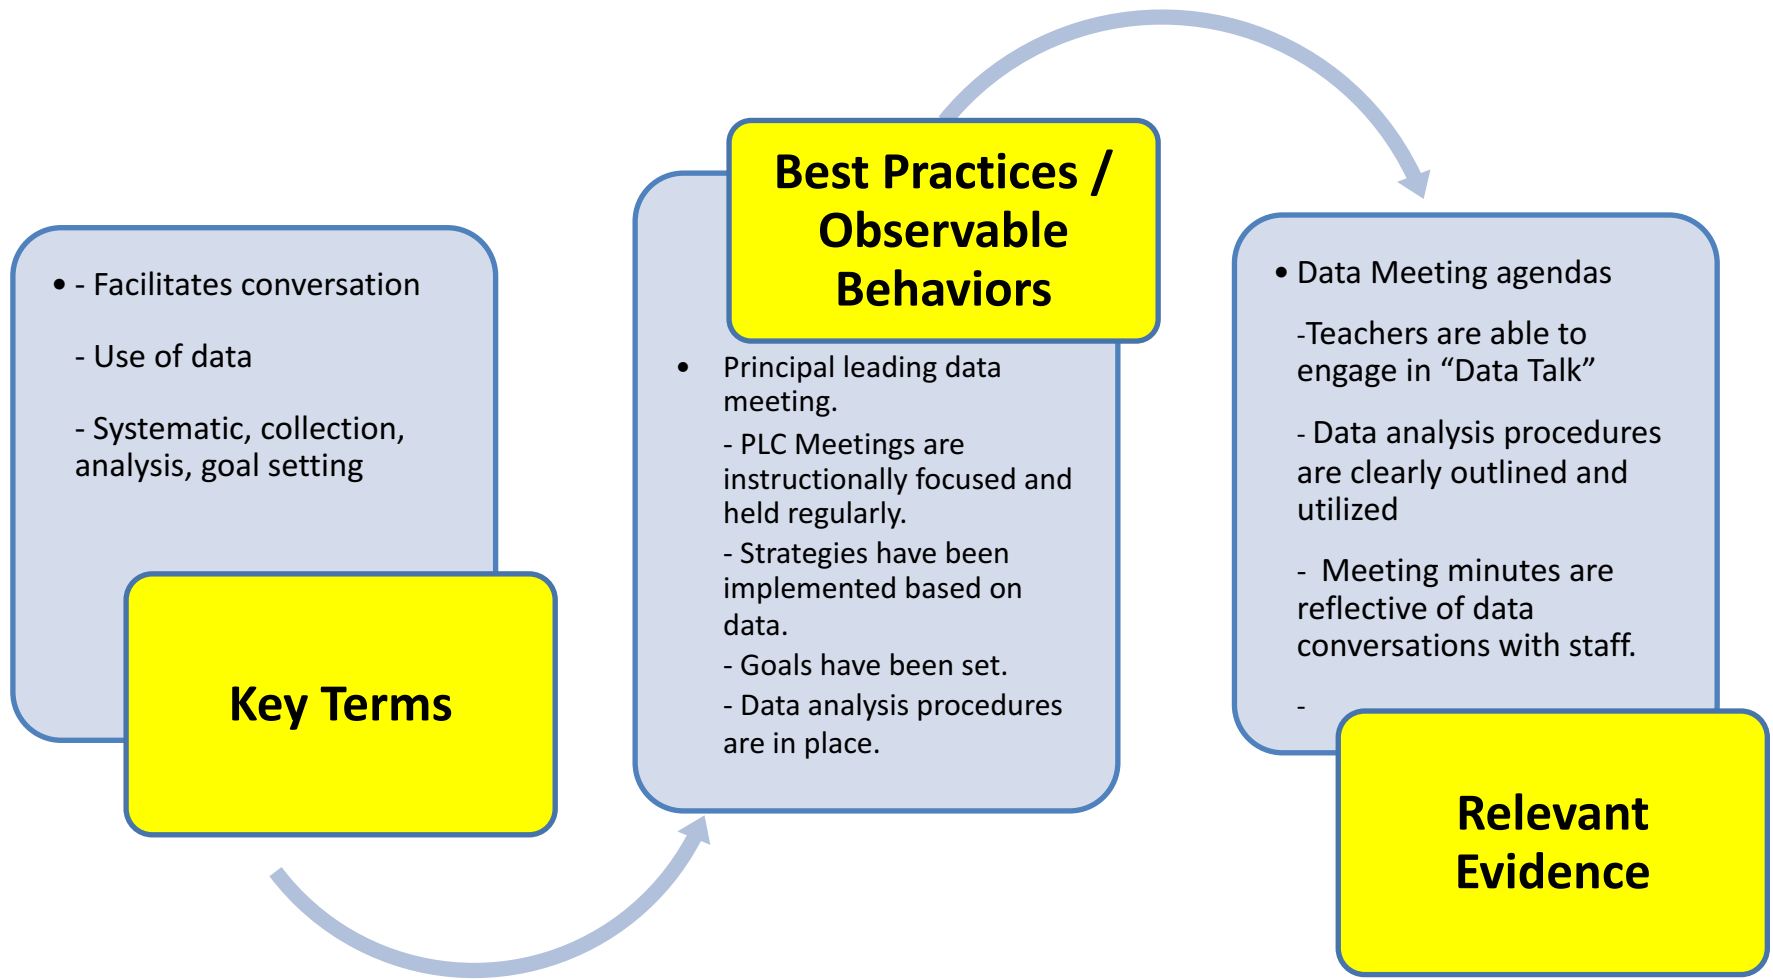 • - Facilitates conversation
- Use of data
- Systematic, collection,
analysis, goal setting
Key Terms
Best Practices /
Observable
Behaviors
• Principal leading data
meeting.
- PLC Meetings are
instructionally focused and
held regularly.
- Strategies have been
implemented based on
data.
- Goals have been set.
- Data analysis procedures
are in place.
• Data Meeting agendas
-Teachers are able to
engage in “Data Talk”
- Data analysis procedures
are clearly outlined and
utilized
- Meeting minutes are
reflective of data
conversations with staff.
-
Relevant
Evidence